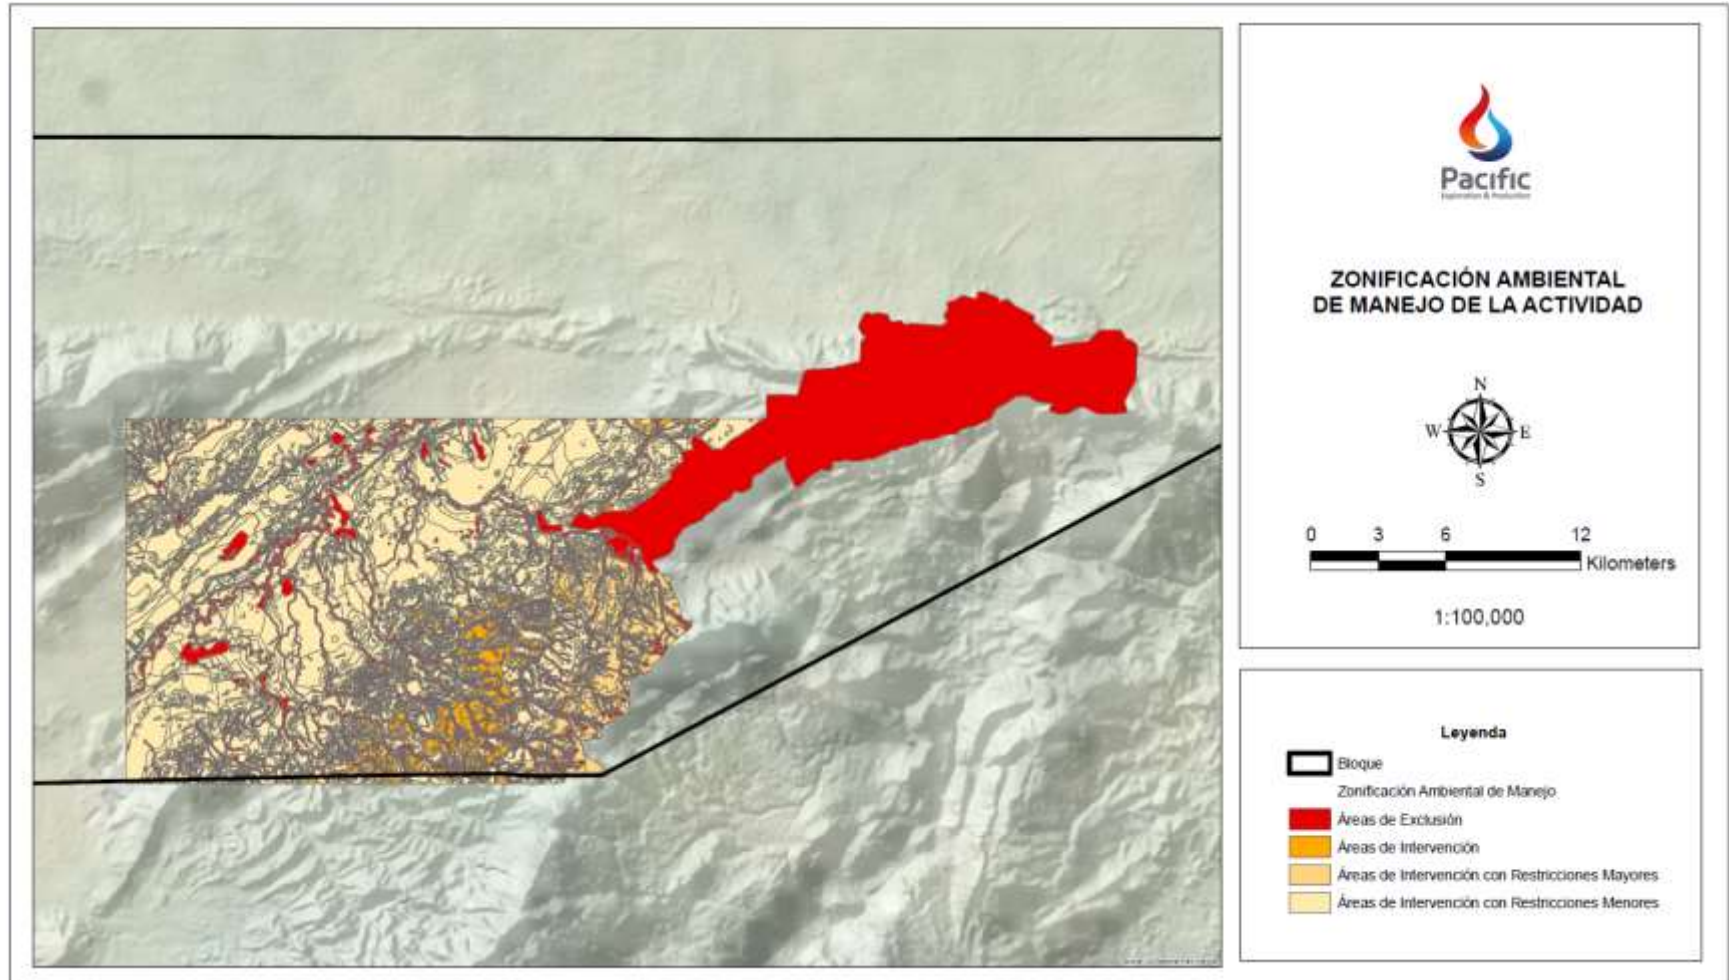 Pacific
Exploration & Production
ZONIFICACIÓN AMBIENTAL
DE MANEJO DE LA ACTIVIDAD
N
W E
S
0 3 6 12
Kilometers
1:100,000
Leyenda
Bloque
Zonificación Ambiental de Manejo
Áreas de Exclusión
Áreas de Intervención
Áreas de Intervención con Restricciones Mayores
Áreas de Intervención con Restricciones Menores